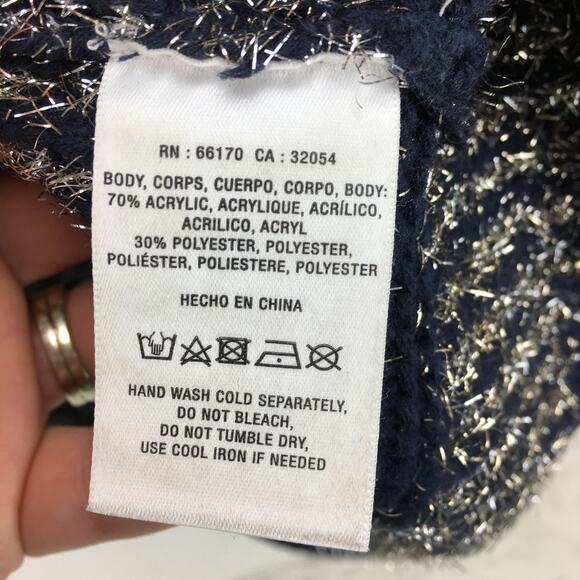 RN : 66170 CA : 32054
BODY, CORPS, CUERPO, CORPO, BODY:
70% ACRYLIC, ACRYLIQUE, ACRÍLICO,
ACRILICO, ACRYL
30% POLYESTER, POLYESTER,
POLIÉSTER, POLIESTERE, POLYESTER
HECHO EN CHINA
HAND WASH COLD SEPARATELY,
DO NOT BLEACH,
DO NOT TUMBLE DRY,
USE COOL IRON IF NEEDED